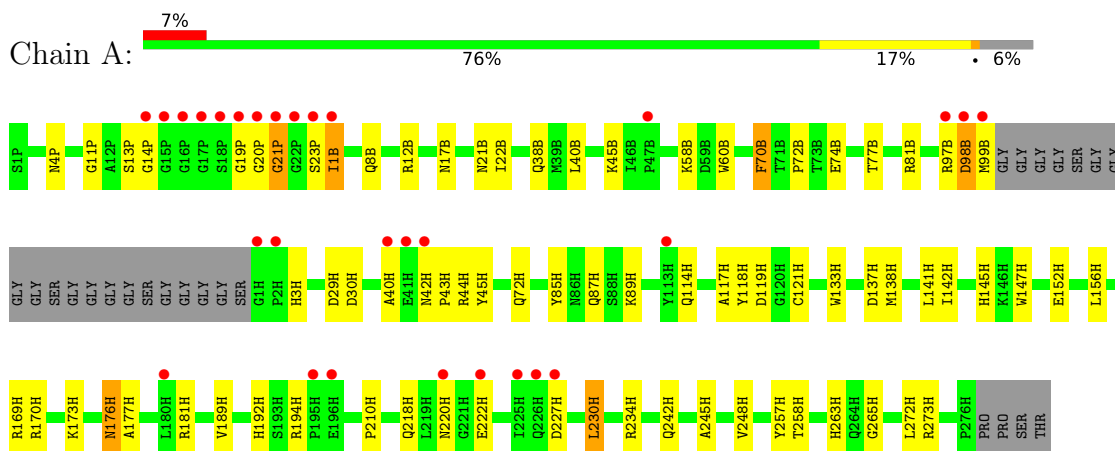 7%
Chain A:
76% 17% • 6%
S1P N4P G11P A12P S13P G14P G15P G16P G17P S18P G19P G20P G21P G22P S23P I1B Q8B R12B N17B N21B I22B Q38B M39B L40B K45B I46B P47B K58B D59B W60B F70B T71B P72B T73B E74B T77B R81B R97B D98B M99B GLY GLY GLY GLY SER GLY GLY
GLY GLY SER GLY GLY GLY GLY SER GLY GLY GLY GLY SER G1H P2H H3H D29H D30H A40H E41H N42H P43H R44H Y45H Q72H Y85H N86H Q87H S88H K89H Y113H Q114H A117H Y118H D119H G120H C121H W133H D137H M138H L141H I142H H145H K146H W147H E152H L156H
R169H R170H K173H N176H A177H L180H R181H V189H H192H S193H R194H P195H E196H P210H Q218H L219H N220H G221H E222H I225H Q226H D227H L230H R234H Q242H A245H V248H Y257H T258H H263H Q264H G265H L272H R273H P276H PRO PRO SER THR